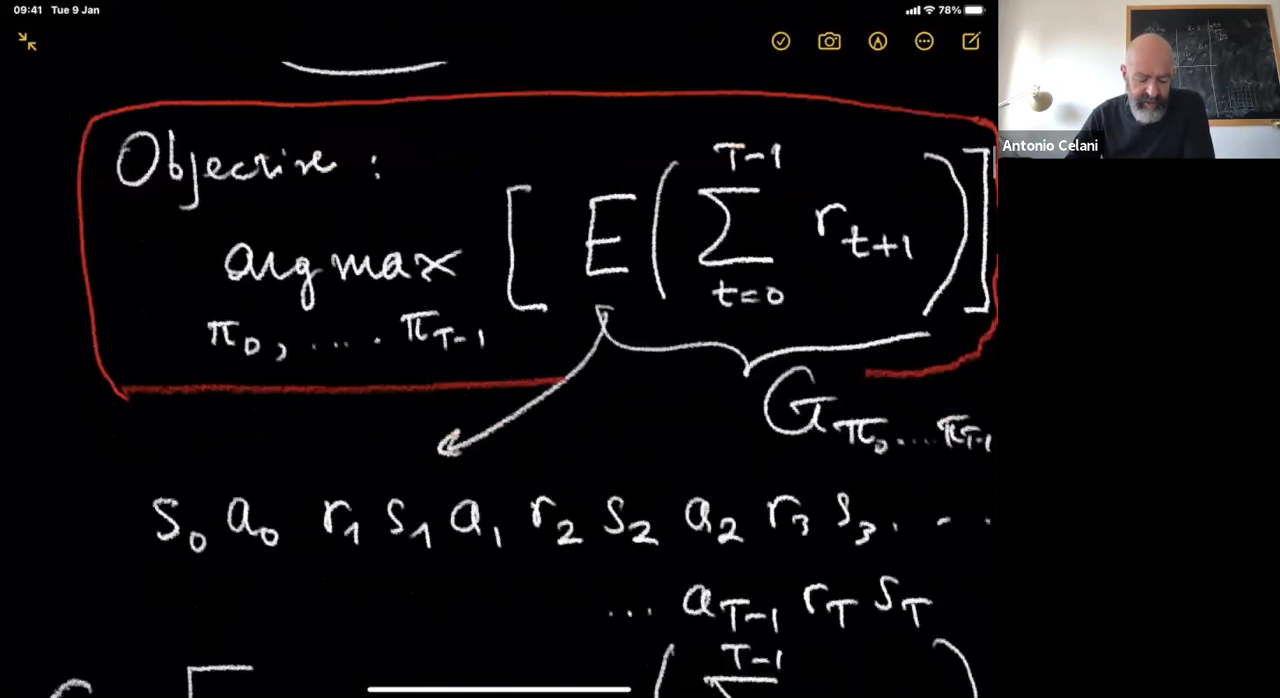 09:41 Tue 9 Jan 78%
Antonio Celani
Objective :
argmax [ E ( T-1 ∑ t=0 r_{t+1} ) ]
π_0, .... π_{T-1}
G_{π_0 .... π_{T-1}}
s_0 a_0 r_1 s_1 a_1 r_2 s_2 a_2 r_3 s_3 . - .
... a_{T-1} r_T s_T
T-1